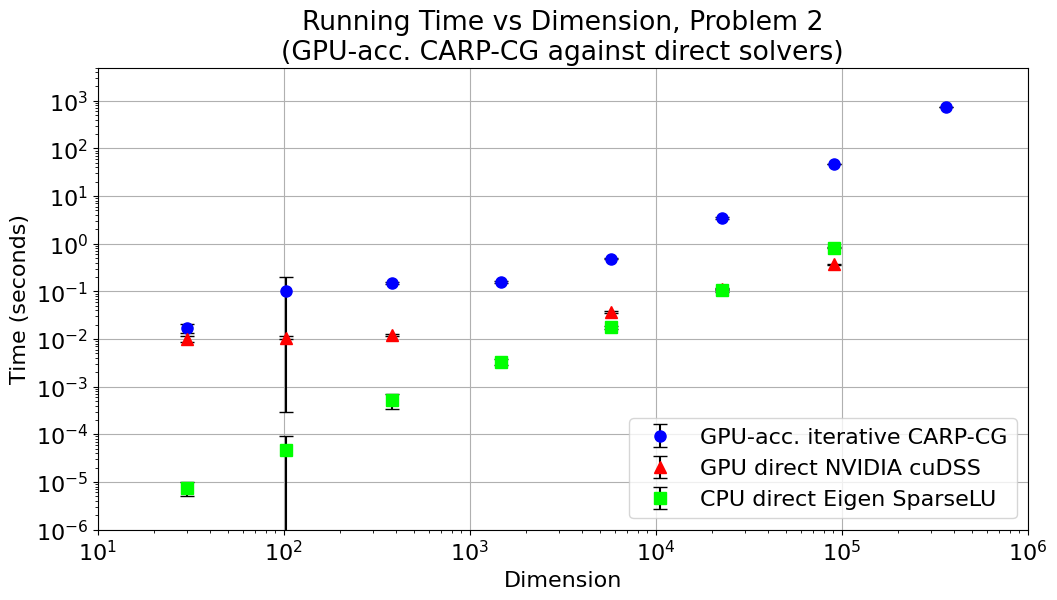 Running Time vs Dimension, Problem 2
(GPU-acc. CARP-CG against direct solvers)
Time (seconds)
10³
10²
10¹
10⁰
10⁻¹
10⁻²
10⁻³
10⁻⁴
10⁻⁵
10⁻⁶
GPU-acc. iterative CARP-CG
GPU direct NVIDIA cuDSS
CPU direct Eigen SparseLU
10¹ 10² 10³ 10⁴ 10⁵ 10⁶
Dimension